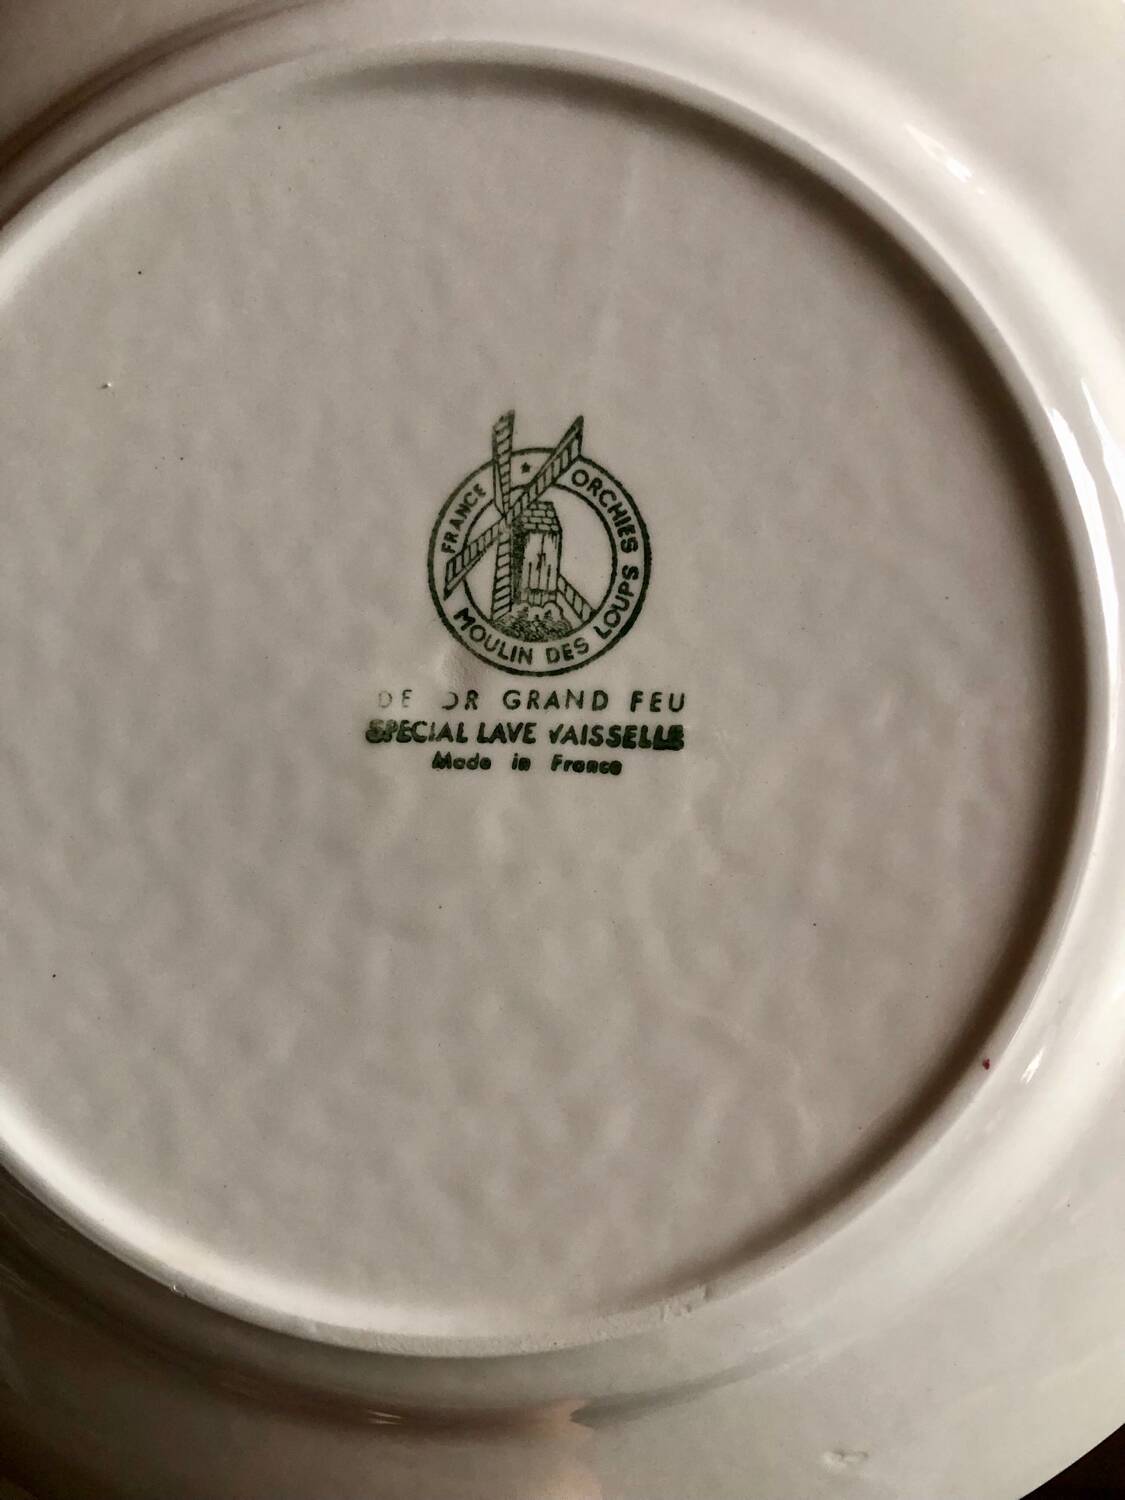 FRANCE ★ ORCHIES
MOULIN DES LOUPS
DE OR GRAND FEU
SPECIAL LAVE VAISSELLE
Made in France